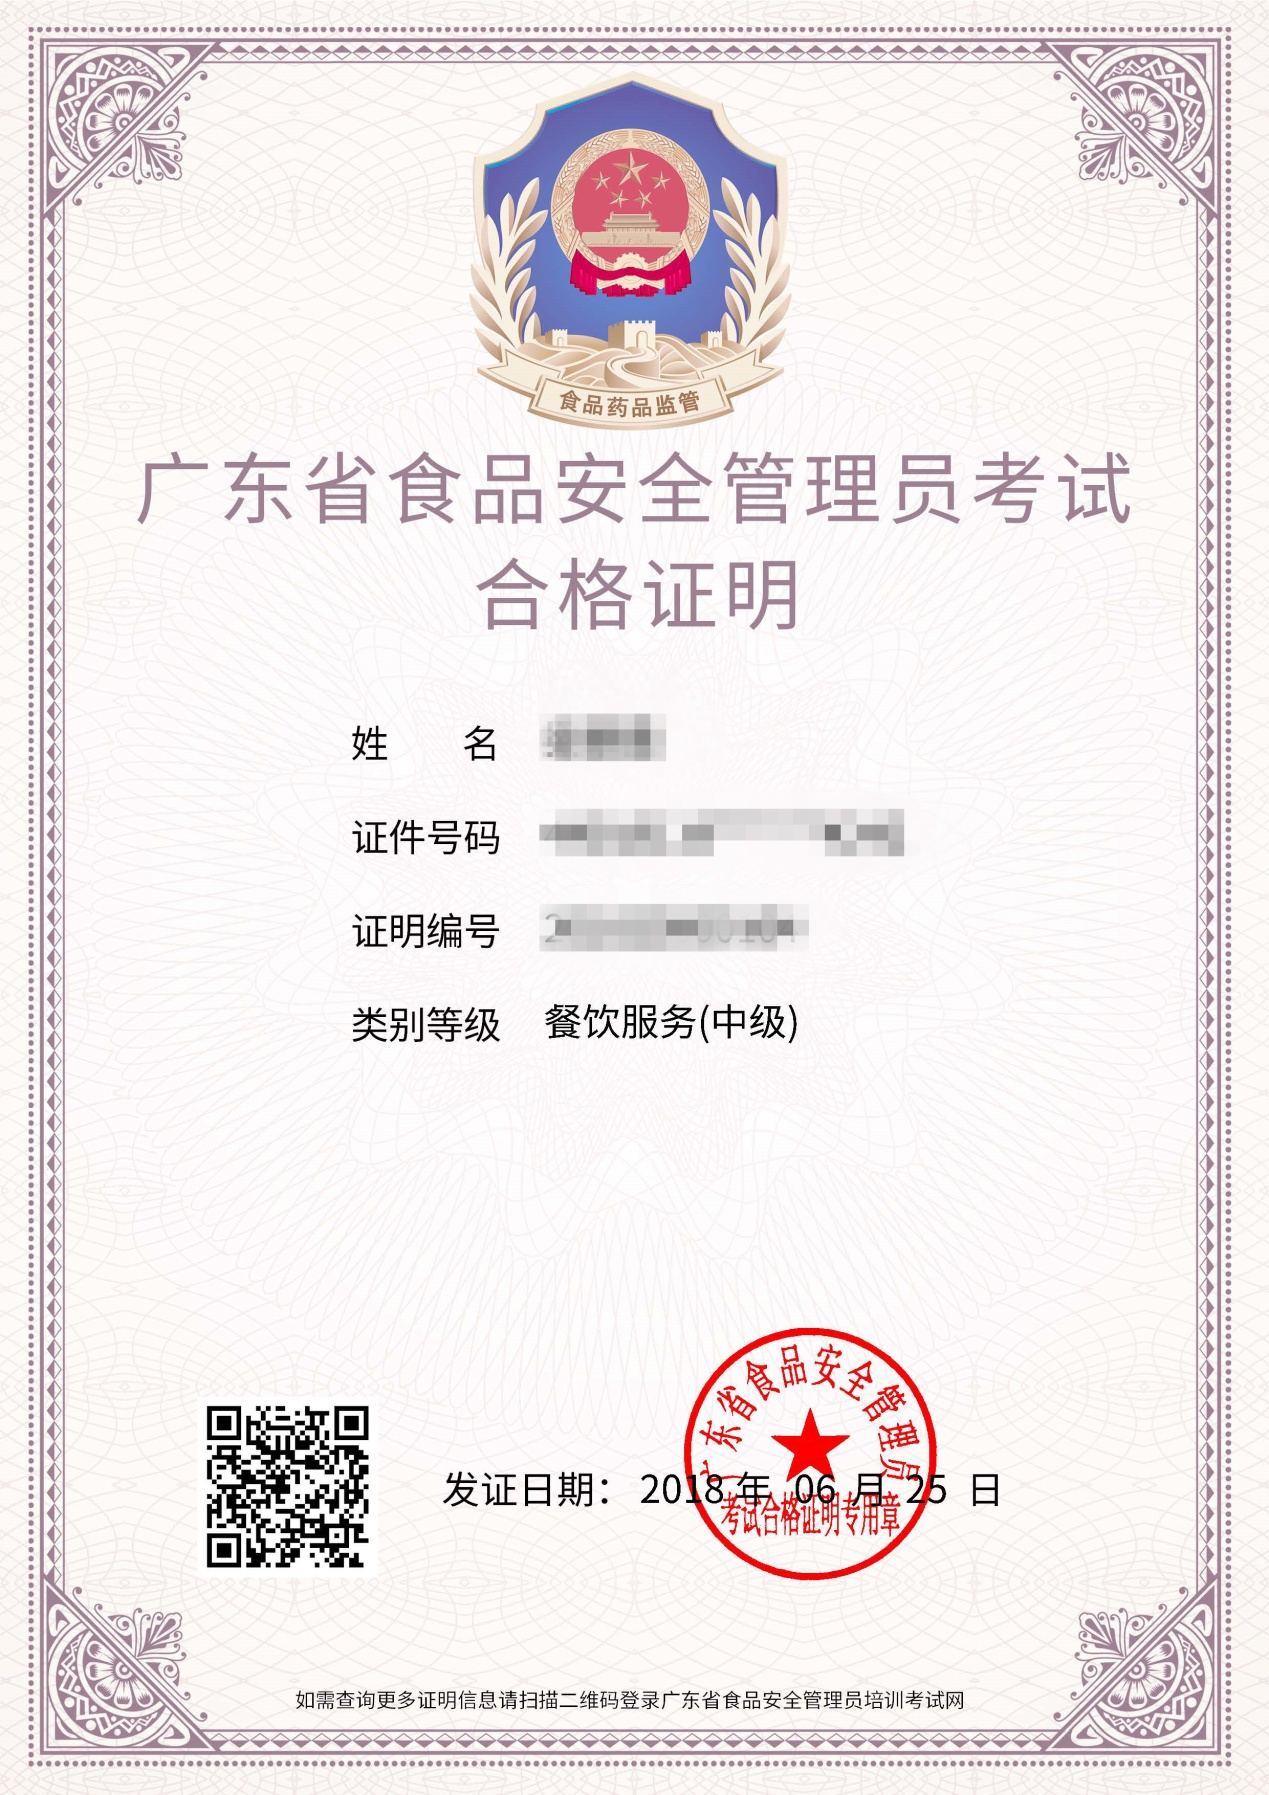 食品药品监管
广东省食品安全管理员考试
合格证明
姓 名
证件号码
证明编号
类别等级 餐饮服务(中级)
广东省食品安全管理员
考试合格证明专用章
发证日期： 2018 年 06 月 25 日
如需查询更多证明信息请扫描二维码登录广东省食品安全管理员培训考试网